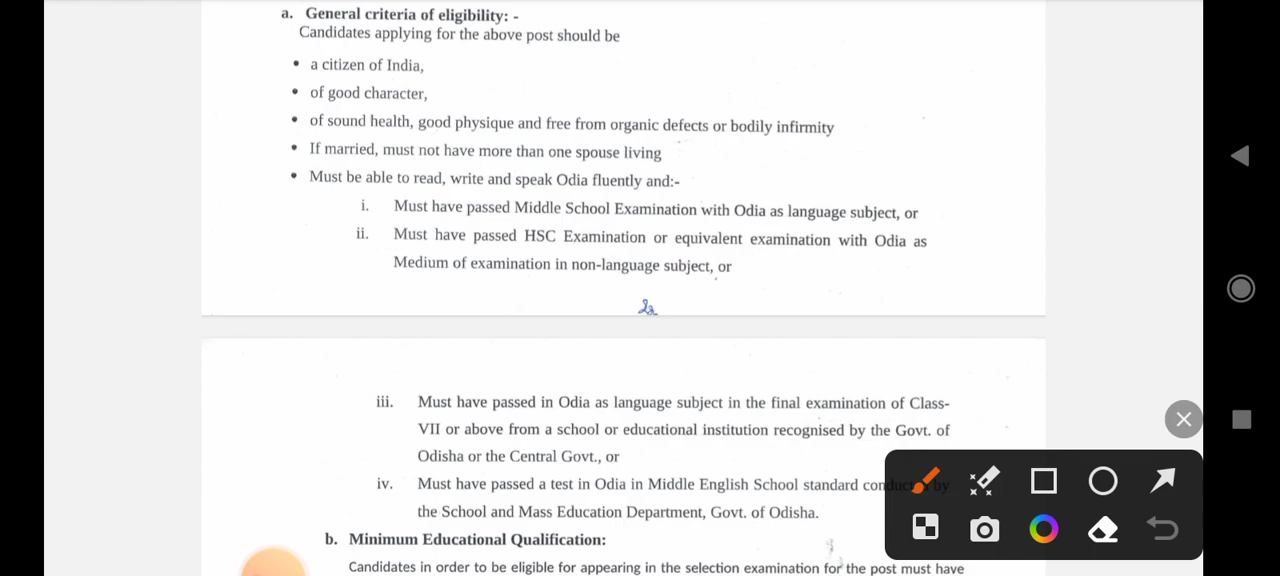 a. General criteria of eligibility: -
Candidates applying for the above post should be
• a citizen of India,
• of good character,
• of sound health, good physique and free from organic defects or bodily infirmity
• If married, must not have more than one spouse living
• Must be able to read, write and speak Odia fluently and:-
i. Must have passed Middle School Examination with Odia as language subject, or
ii. Must have passed HSC Examination or equivalent examination with Odia as
Medium of examination in non-language subject, or
iii. Must have passed in Odia as language subject in the final examination of Class-
VII or above from a school or educational institution recognised by the Govt. of
Odisha or the Central Govt., or
iv. Must have passed a test in Odia in Middle English School standard conducted by
the School and Mass Education Department, Govt. of Odisha.
b. Minimum Educational Qualification:
Candidates in order to be eligible for appearing in the selection examination for the post must have